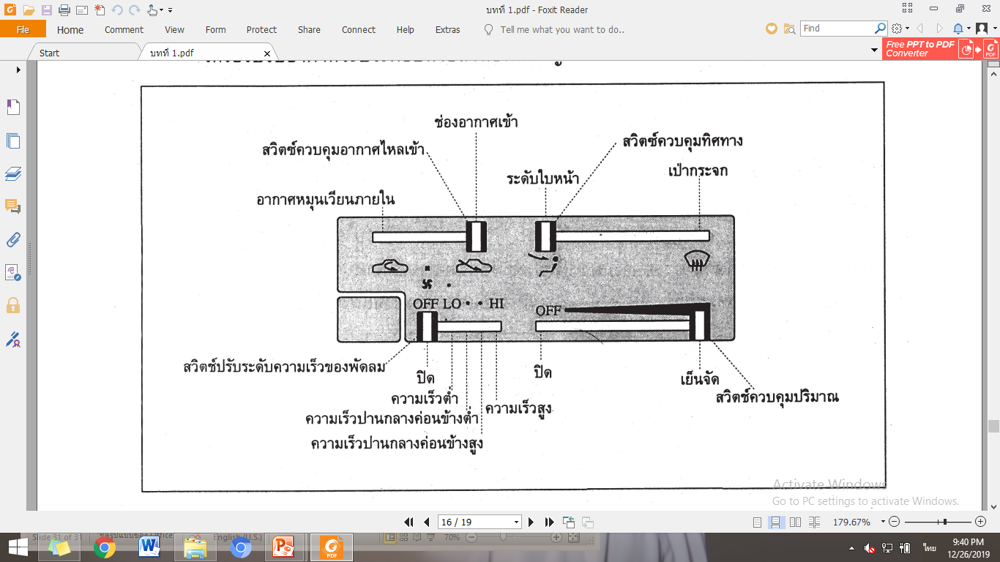 บทที่ 1.pdf - Foxit Reader
File Home Comment View Form Protect Share Connect Help Extras Tell me what you want to do.. Find
Start บทที่ 1.pdf × Free PPT to PDF Converter
PDF
ช่องอากาศเข้า
สวิตช์ควบคุมอากาศไหลเข้า
สวิตซ์ควบคุมทิศทาง
ระดับใบหน้า
เป่ากระจก
อากาศหมุนเวียนภายใน
OFF LO HI
OFF
สวิตช์ปรับระดับความเร็วของพัดลม
ปิด
ปิด
เย็นจัด
ความเร็วต่ำ
สวิตช์ควบคุมปริมาณ
ความเร็วปานกลางค่อนข้างต่ำ
ความเร็วสูง
ความเร็วปานกลางค่อนข้างสูง
Activate Windows
Go to PC settings to activate Windows.
16 / 19
179.67%
Slide 31 of 31
English (U.S.)
70%
PDF
ไทย
9:40 PM
12/26/2019